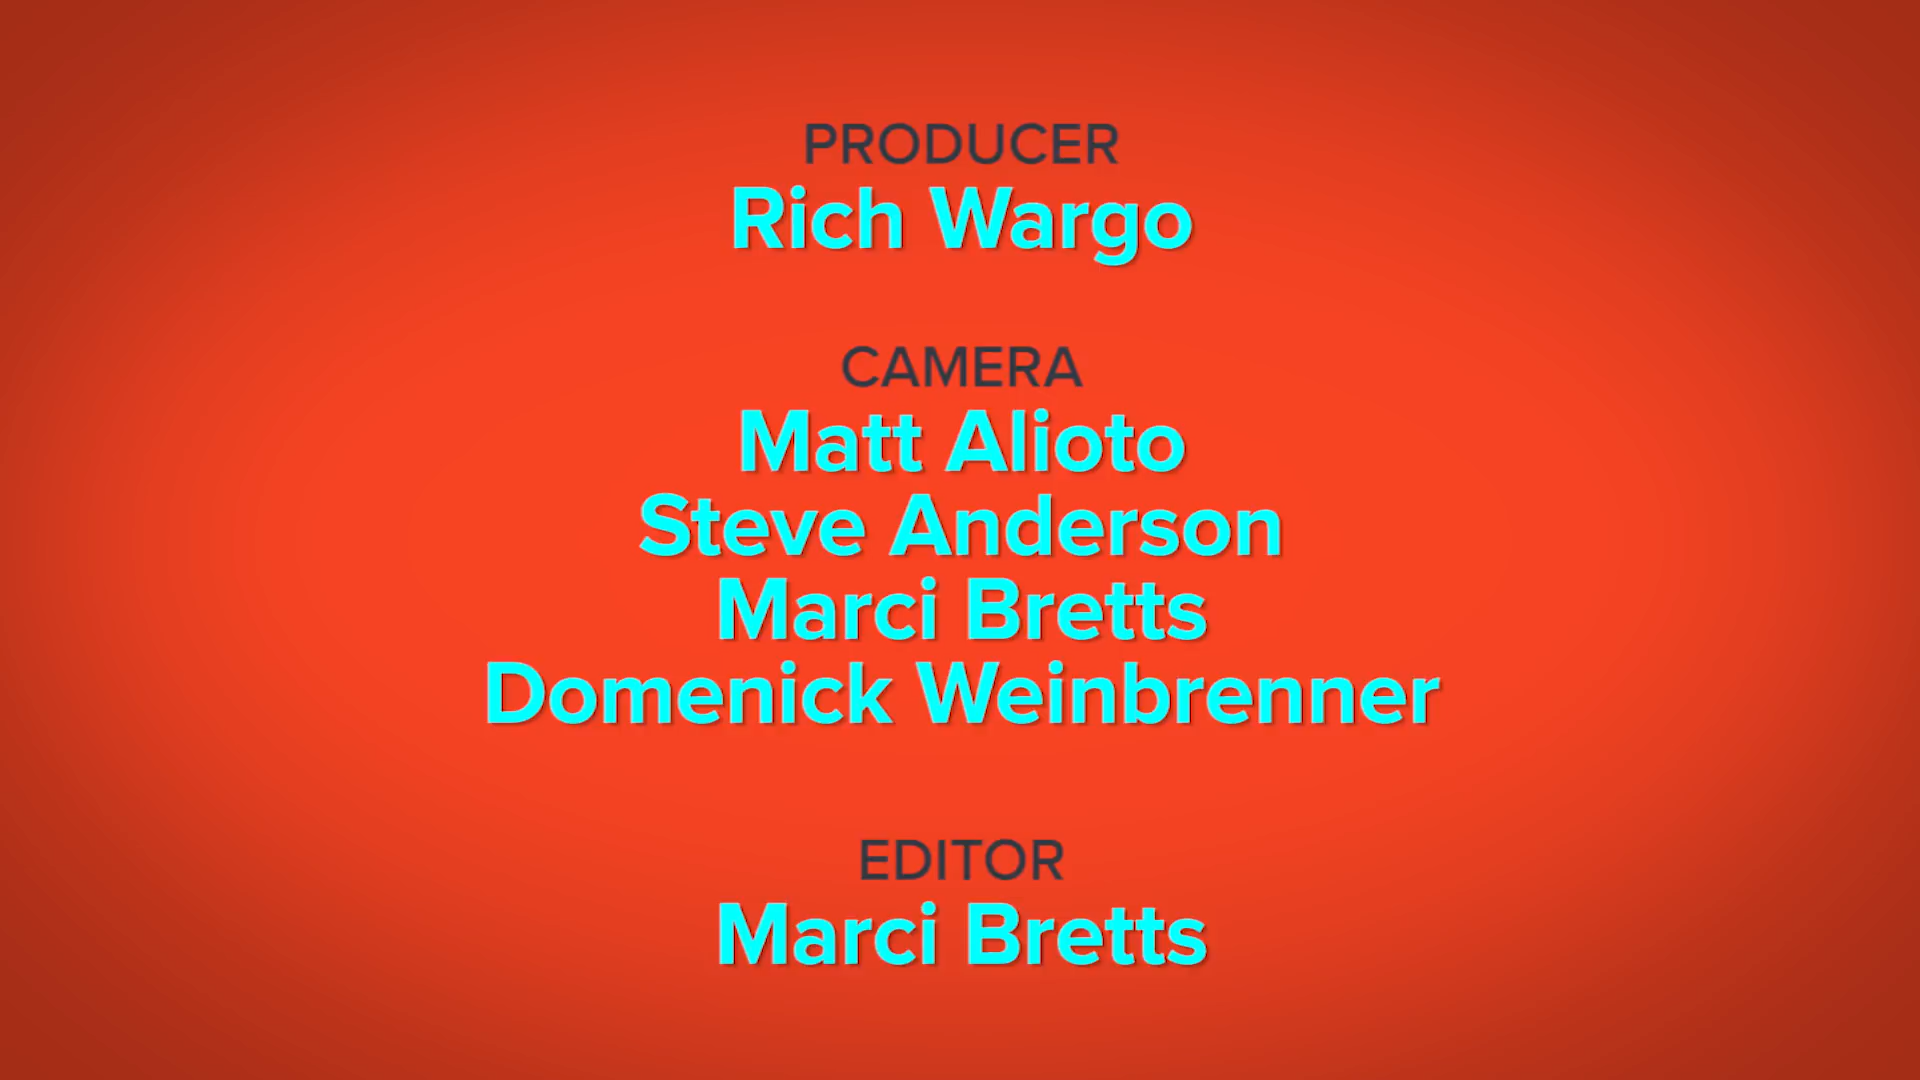 PRODUCER
Rich Wargo
CAMERA
Matt Alioto
Steve Anderson
Marci Bretts
Domenick Weinbrenner
EDITOR
Marci Bretts